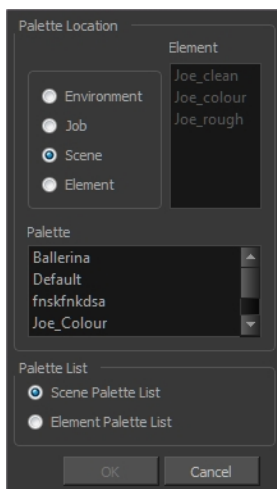 Palette Location
Element
Joe_clean
Joe_colour
Joe_rough
Environment
Job
Scene
Element
Palette
Ballerina
Default
fnskfnkdsa
Joe_Colour
Palette List
Scene Palette List
Element Palette List
OK
Cancel